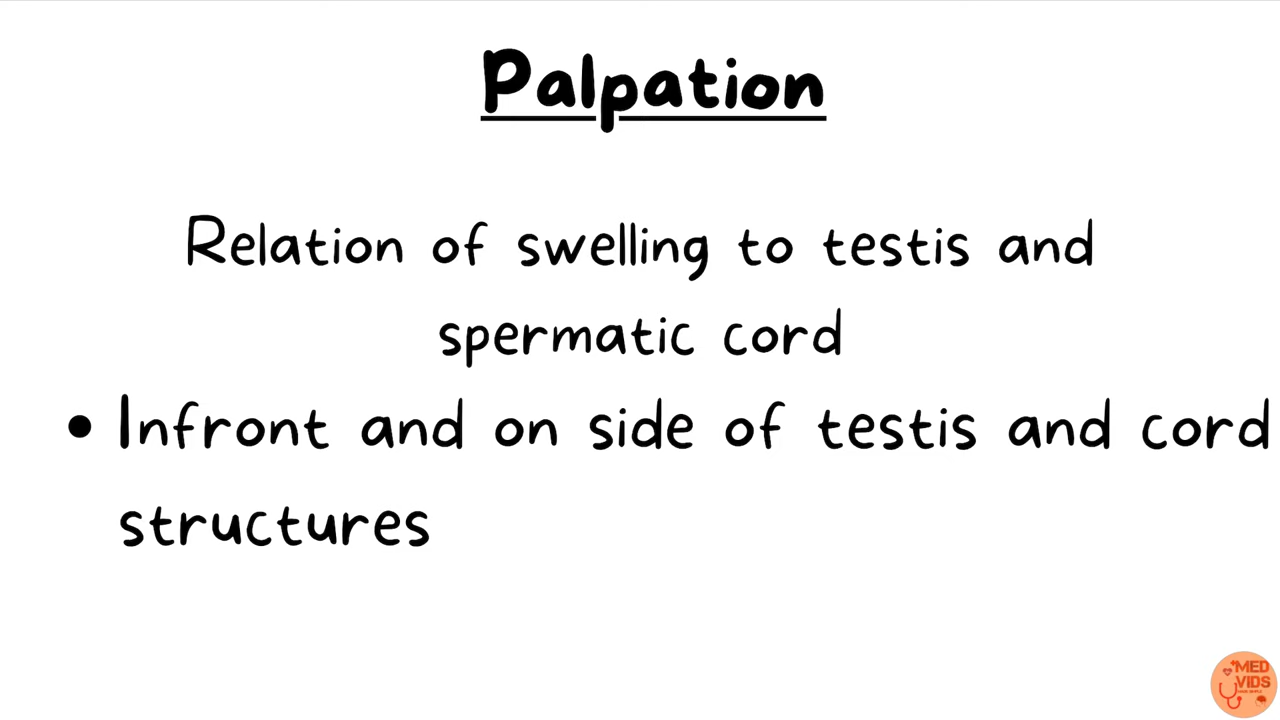 Palpation
Relation of swelling to testis and
spermatic cord
• Infront and on side of testis and cord
structures
MED
VIDS